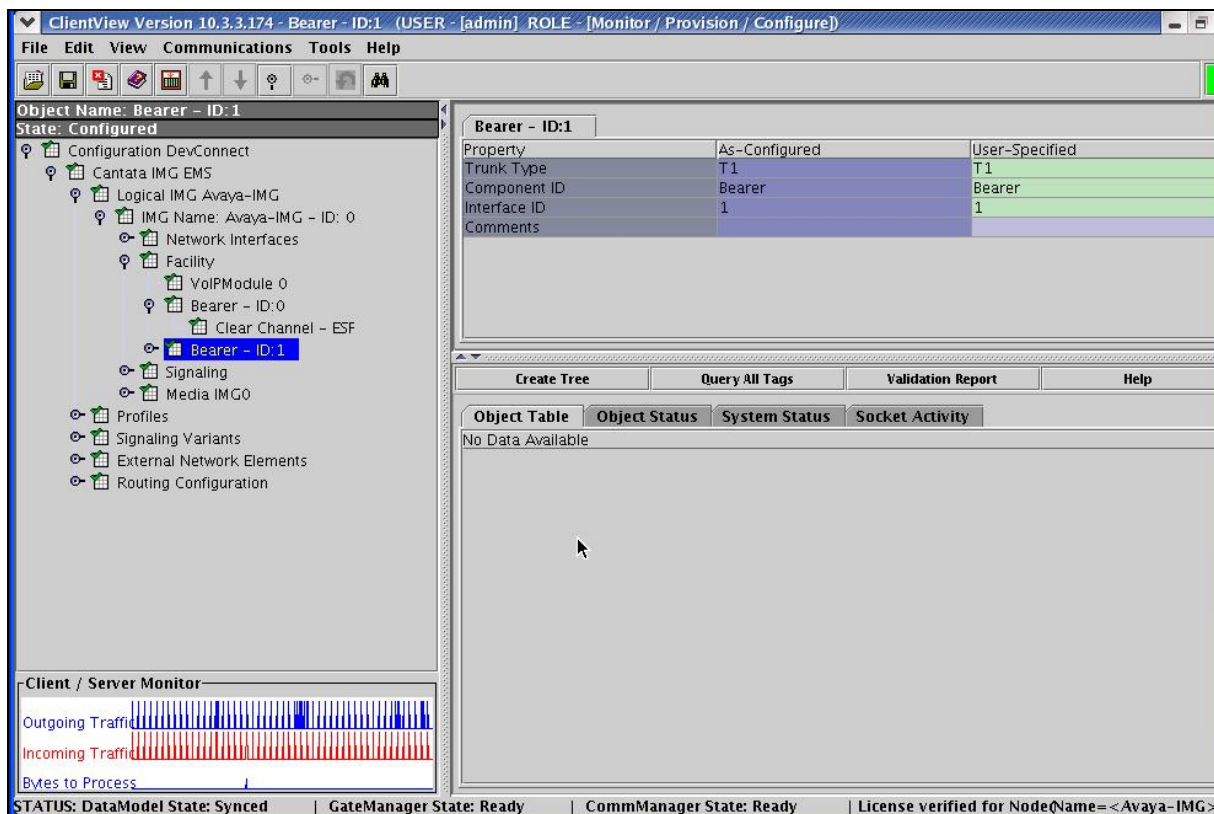 ClientView Version 10.3.3.174 - Bearer - ID:1 (USER - [admin] ROLE - [Monitor / Provision / Configure])
File Edit View Communications Tools Help
Object Name: Bearer - ID:1
State: Configured
Configuration DevConnect
Cantata IMG EMS
Logical IMG Avaya-IMG
IMG Name: Avaya-IMG - ID: 0
Network Interfaces
Facility
VoIPModule 0
Bearer - ID:0
Clear Channel - ESF
Bearer - ID:1
Signaling
Media IMG0
Profiles
Signaling Variants
External Network Elements
Routing Configuration
Client / Server Monitor
Outgoing Traffic
Incoming Traffic
Bytes to Process
Bearer - ID:1
Property As-Configured User-Specified
Trunk Type T1 T1
Component ID Bearer Bearer
Interface ID 1 1
Comments
Create Tree Query All Tags Validation Report Help
Object Table Object Status System Status Socket Activity
No Data Available
STATUS: DataModel State: Synced | GateManager State: Ready | CommManager State: Ready | License verified for Node(Name=<Avaya-IMG>